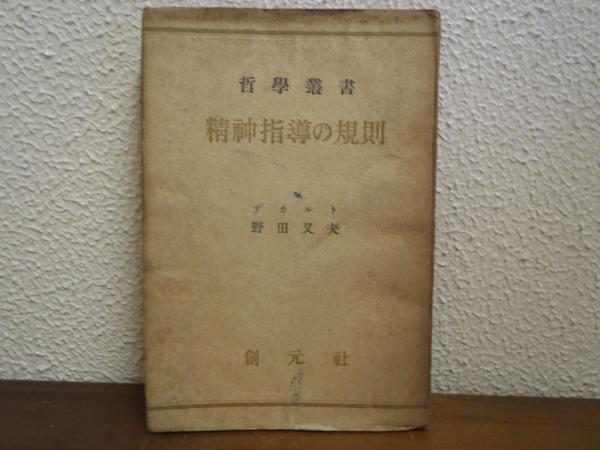 哲學叢書
精神指導の規則
デカルト
野田又夫
創元社